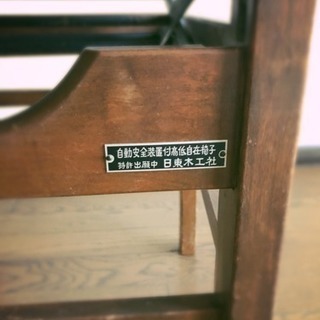 自動安全装置付高低自在椅子
特許出願中 日東木工社